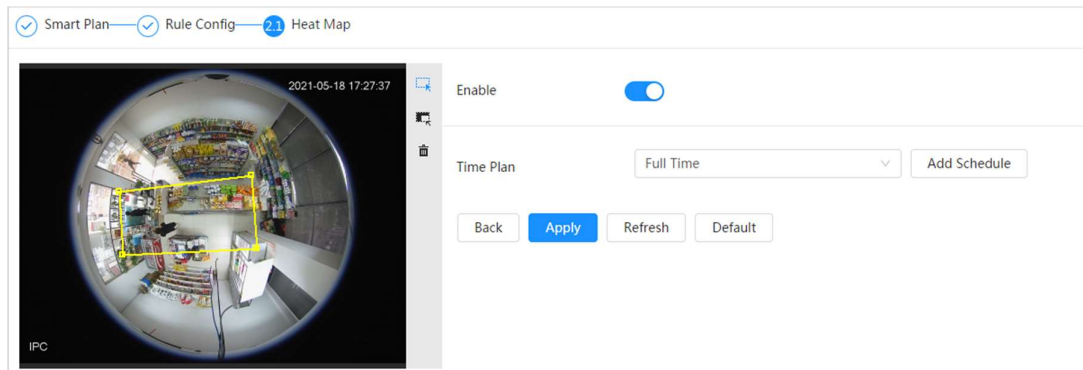 Smart Plan Rule Config 2.1 Heat Map
2021-05-18 17:27:37
Enable
Time Plan Full Time Add Schedule
Back Apply Refresh Default
IPC